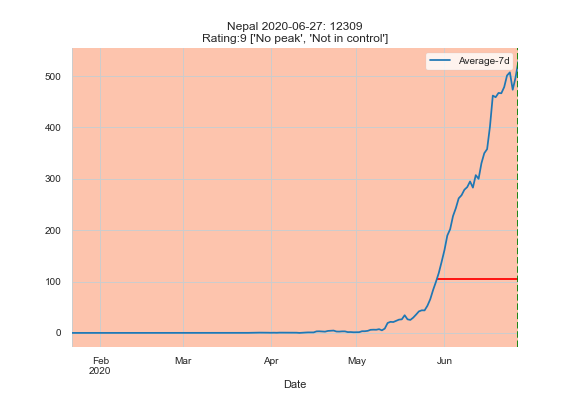 Nepal 2020-06-27: 12309
Rating:9 ['No peak', 'Not in control']
Average-7d
500
400
300
200
100
0
Feb Mar Apr May Jun
2020
Date